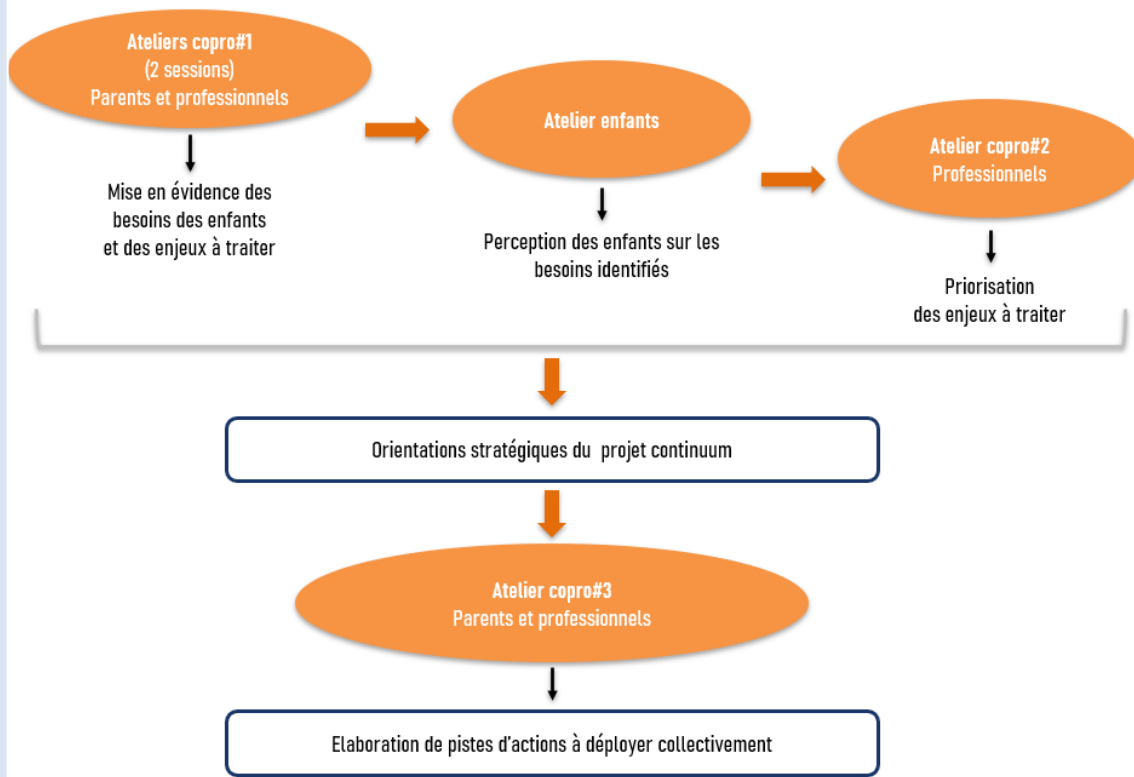 Ateliers copro#1
(2 sessions)
Parents et professionnels
Mise en évidence des
besoins des enfants
et des enjeux à traiter
Atelier enfants
Perception des enfants sur les
besoins identifiés
Atelier copro#2
Professionnels
Priorisation
des enjeux à traiter
Orientations stratégiques du  projet continuum
Atelier copro#3
Parents et professionnels
Elaboration de pistes d'actions à déployer collectivement